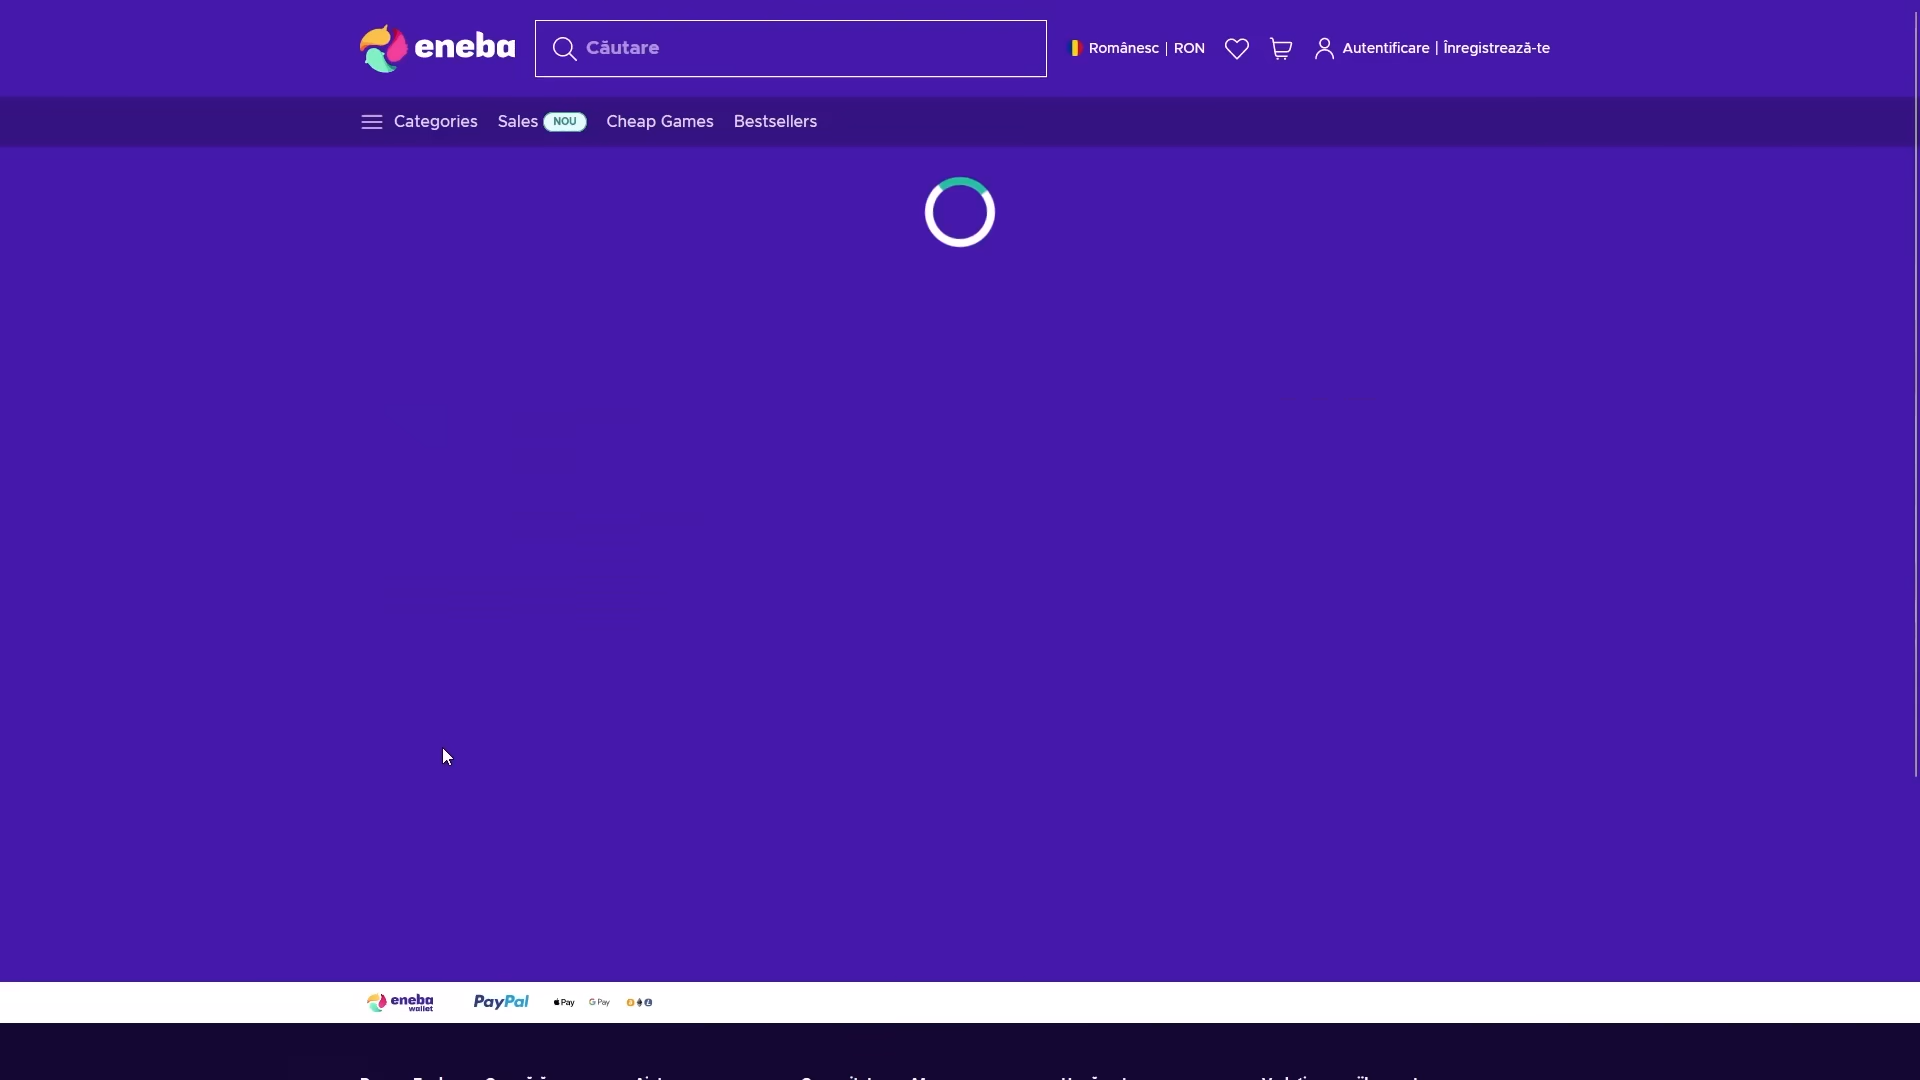 eneba
Căutare
Românesc | RON
Autentificare | Înregistrează-te
Categories
Sales NOU
Cheap Games
Bestsellers
eneba wallet
PayPal
Pay
G Pay